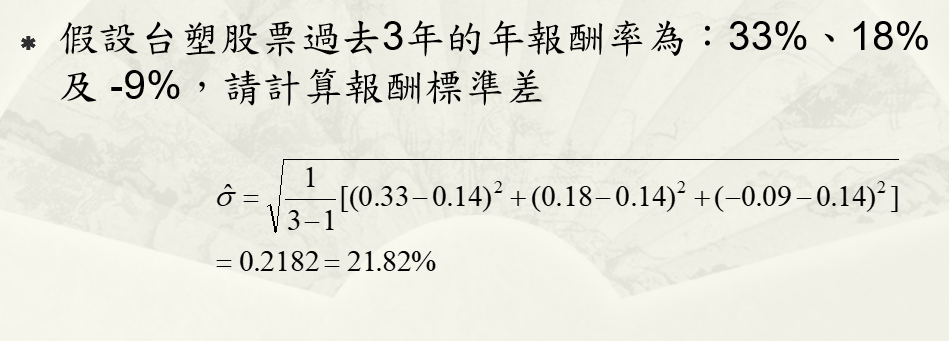 * 假設台塑股票過去3年的年報酬率為：33%、18%
及 -9%，請計算報酬標準差
σ̂ = √(1/(3−1) [(0.33−0.14)² + (0.18−0.14)² + (−0.09−0.14)²])
= 0.2182 = 21.82%